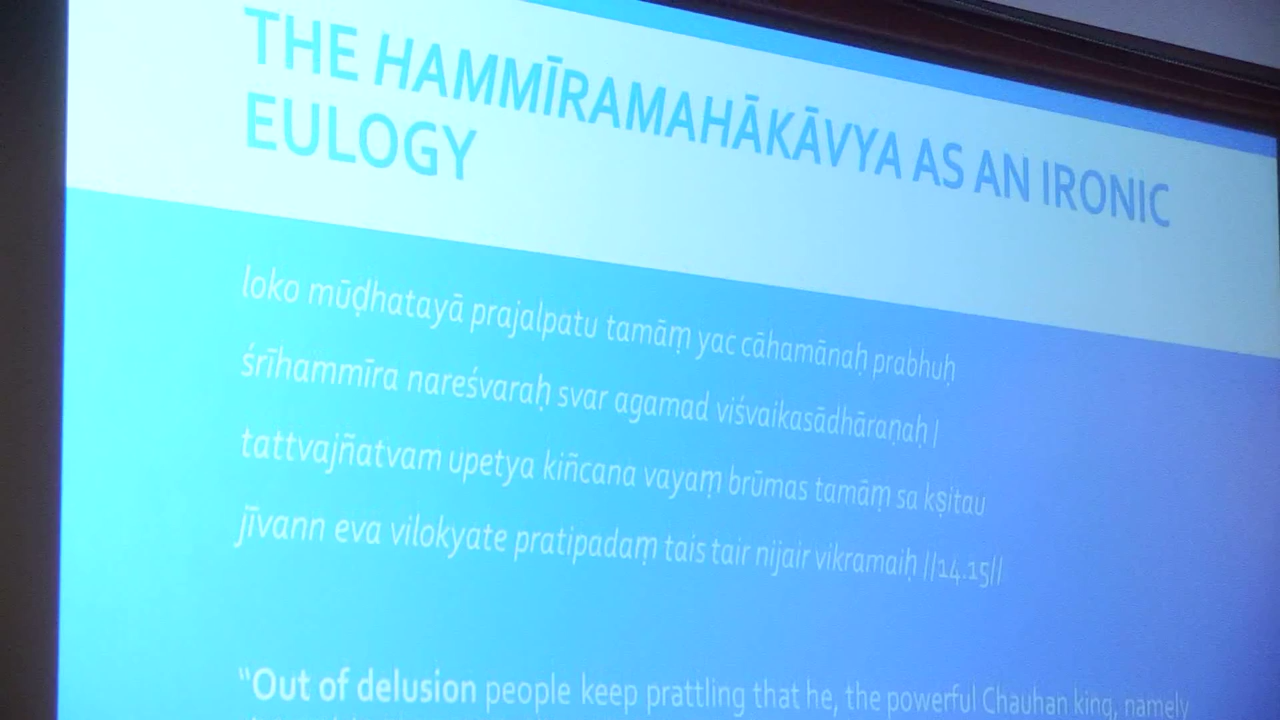 THE HAMMĪRAMAHĀKĀVYA AS AN IRONIC
EULOGY
loko mūḍhatayā prajalpatu tamāṃ yac cāhamānaḥ prabhuḥ
śrīhammīra nareśvaraḥ svar agamad viśvaikasādhāraṇaḥ |
tattvajñatvam upetya kiñcana vayaṃ brūmas tamāṃ sa kṣitau
jīvann eva vilokyate pratipadaṃ tais tair nijair vikramaiḥ ||14.15||
"Out of delusion people keep prattling that he, the powerful Chauhan king, namely